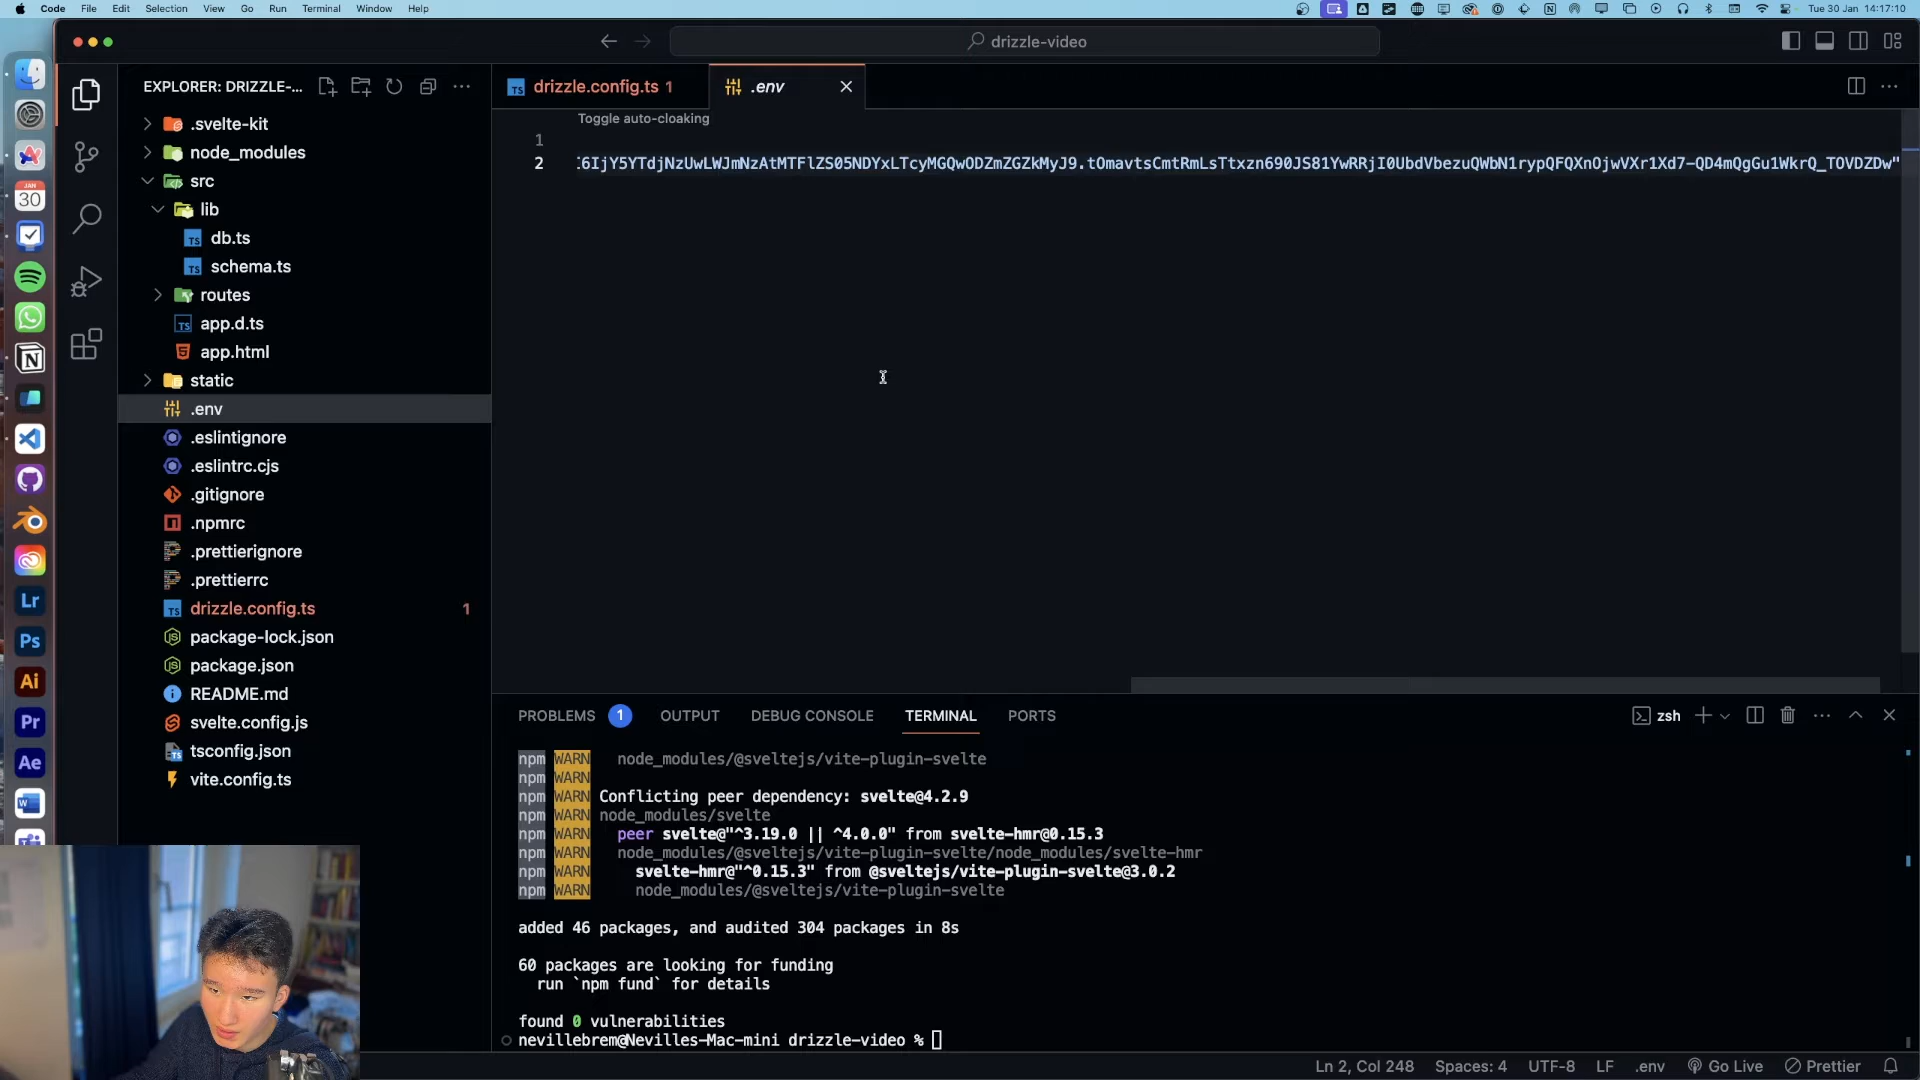 Code File Edit Selection View Go Run Terminal Window Help
Tue 30 Jan 14:17:10
drizzle-video
EXPLORER: DRIZZLE-...
drizzle.config.ts 1
.env
Toggle auto-cloaking
1
2
.svelte-kit
node_modules
src
lib
db.ts
schema.ts
routes
app.d.ts
app.html
static
.env
.eslintignore
.eslintrc.cjs
.gitignore
.npmrc
.prettierignore
.prettierrc
drizzle.config.ts 1
package-lock.json
package.json
README.md
svelte.config.js
tsconfig.json
vite.config.ts
JAN
30
Lr
Ps
Ai
Pr
Ae
W
PROBLEMS 1 OUTPUT DEBUG CONSOLE TERMINAL PORTS
zsh
npm WARN node_modules/@sveltejs/vite-plugin-svelte
npm WARN
npm WARN Conflicting peer dependency: svelte@4.2.9
npm WARN node_modules/svelte
npm WARN peer svelte@"^3.19.0 || ^4.0.0" from svelte-hmr@0.15.3
npm WARN node_modules/@sveltejs/vite-plugin-svelte/node_modules/svelte-hmr
npm WARN svelte-hmr@"^0.15.3" from @sveltejs/vite-plugin-svelte@3.0.2
npm WARN node_modules/@sveltejs/vite-plugin-svelte
added 46 packages, and audited 304 packages in 8s
60 packages are looking for funding
run `npm fund` for details
found 0 vulnerabilities
nevillebrem@Nevilles-Mac-mini drizzle-video %
Ln 2, Col 248 Spaces: 4 UTF-8 LF .env Go Live Prettier